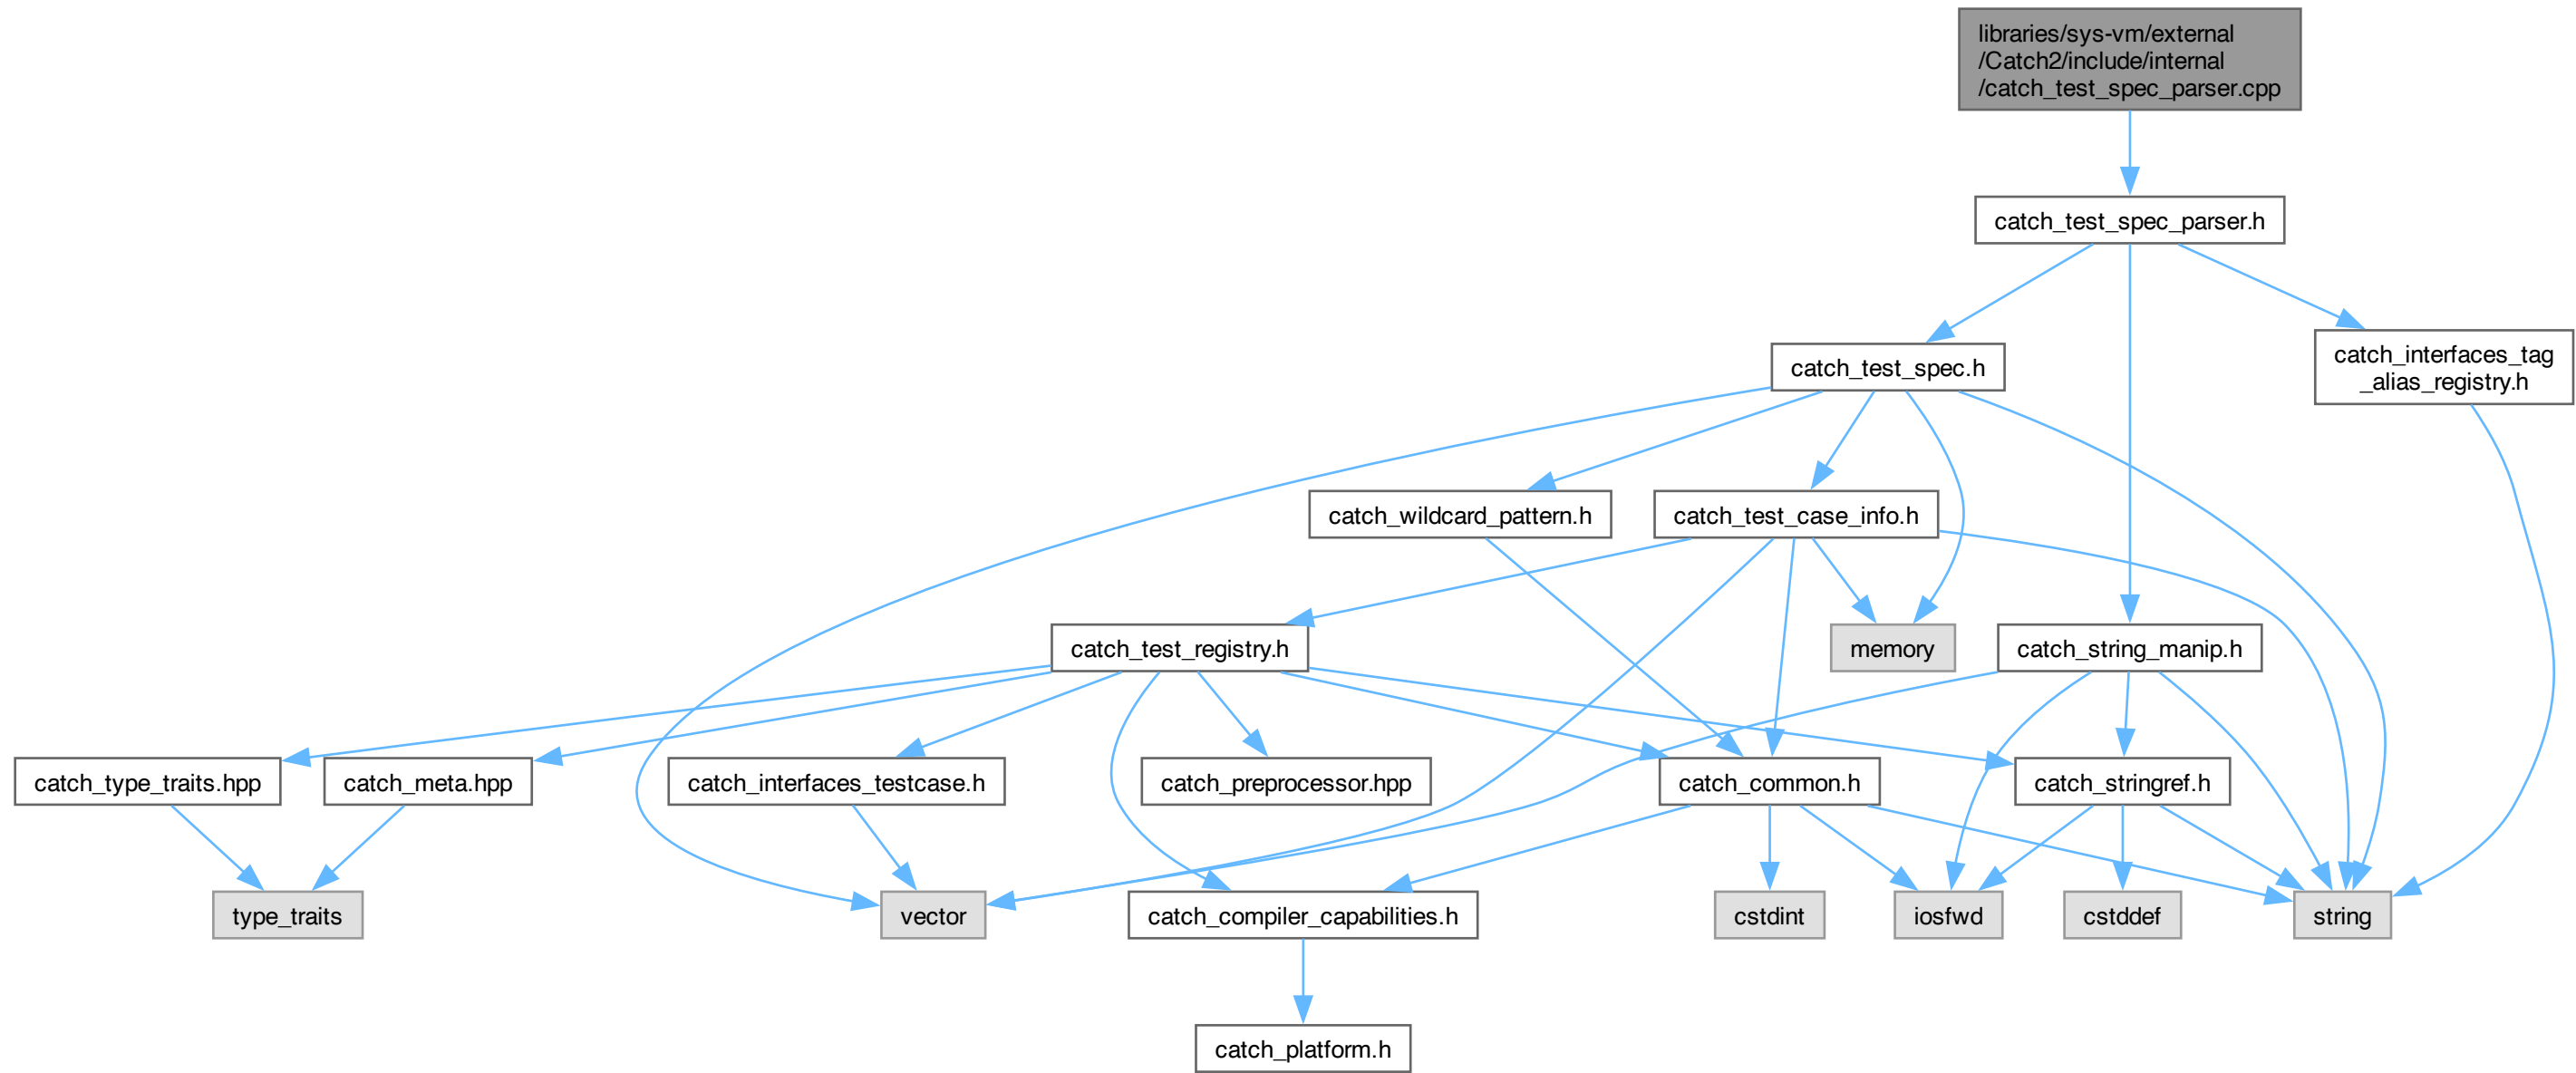 libraries/sys-vm/external
/Catch2/include/internal
/catch_test_spec_parser.cpp
catch_test_spec_parser.h
catch_test_spec.h
catch_interfaces_tag
_alias_registry.h
catch_wildcard_pattern.h
catch_test_case_info.h
catch_test_registry.h
memory
catch_string_manip.h
catch_type_traits.hpp
catch_meta.hpp
catch_interfaces_testcase.h
catch_preprocessor.hpp
catch_common.h
catch_stringref.h
type_traits
vector
catch_compiler_capabilities.h
cstdint
iosfwd
cstddef
string
catch_platform.h